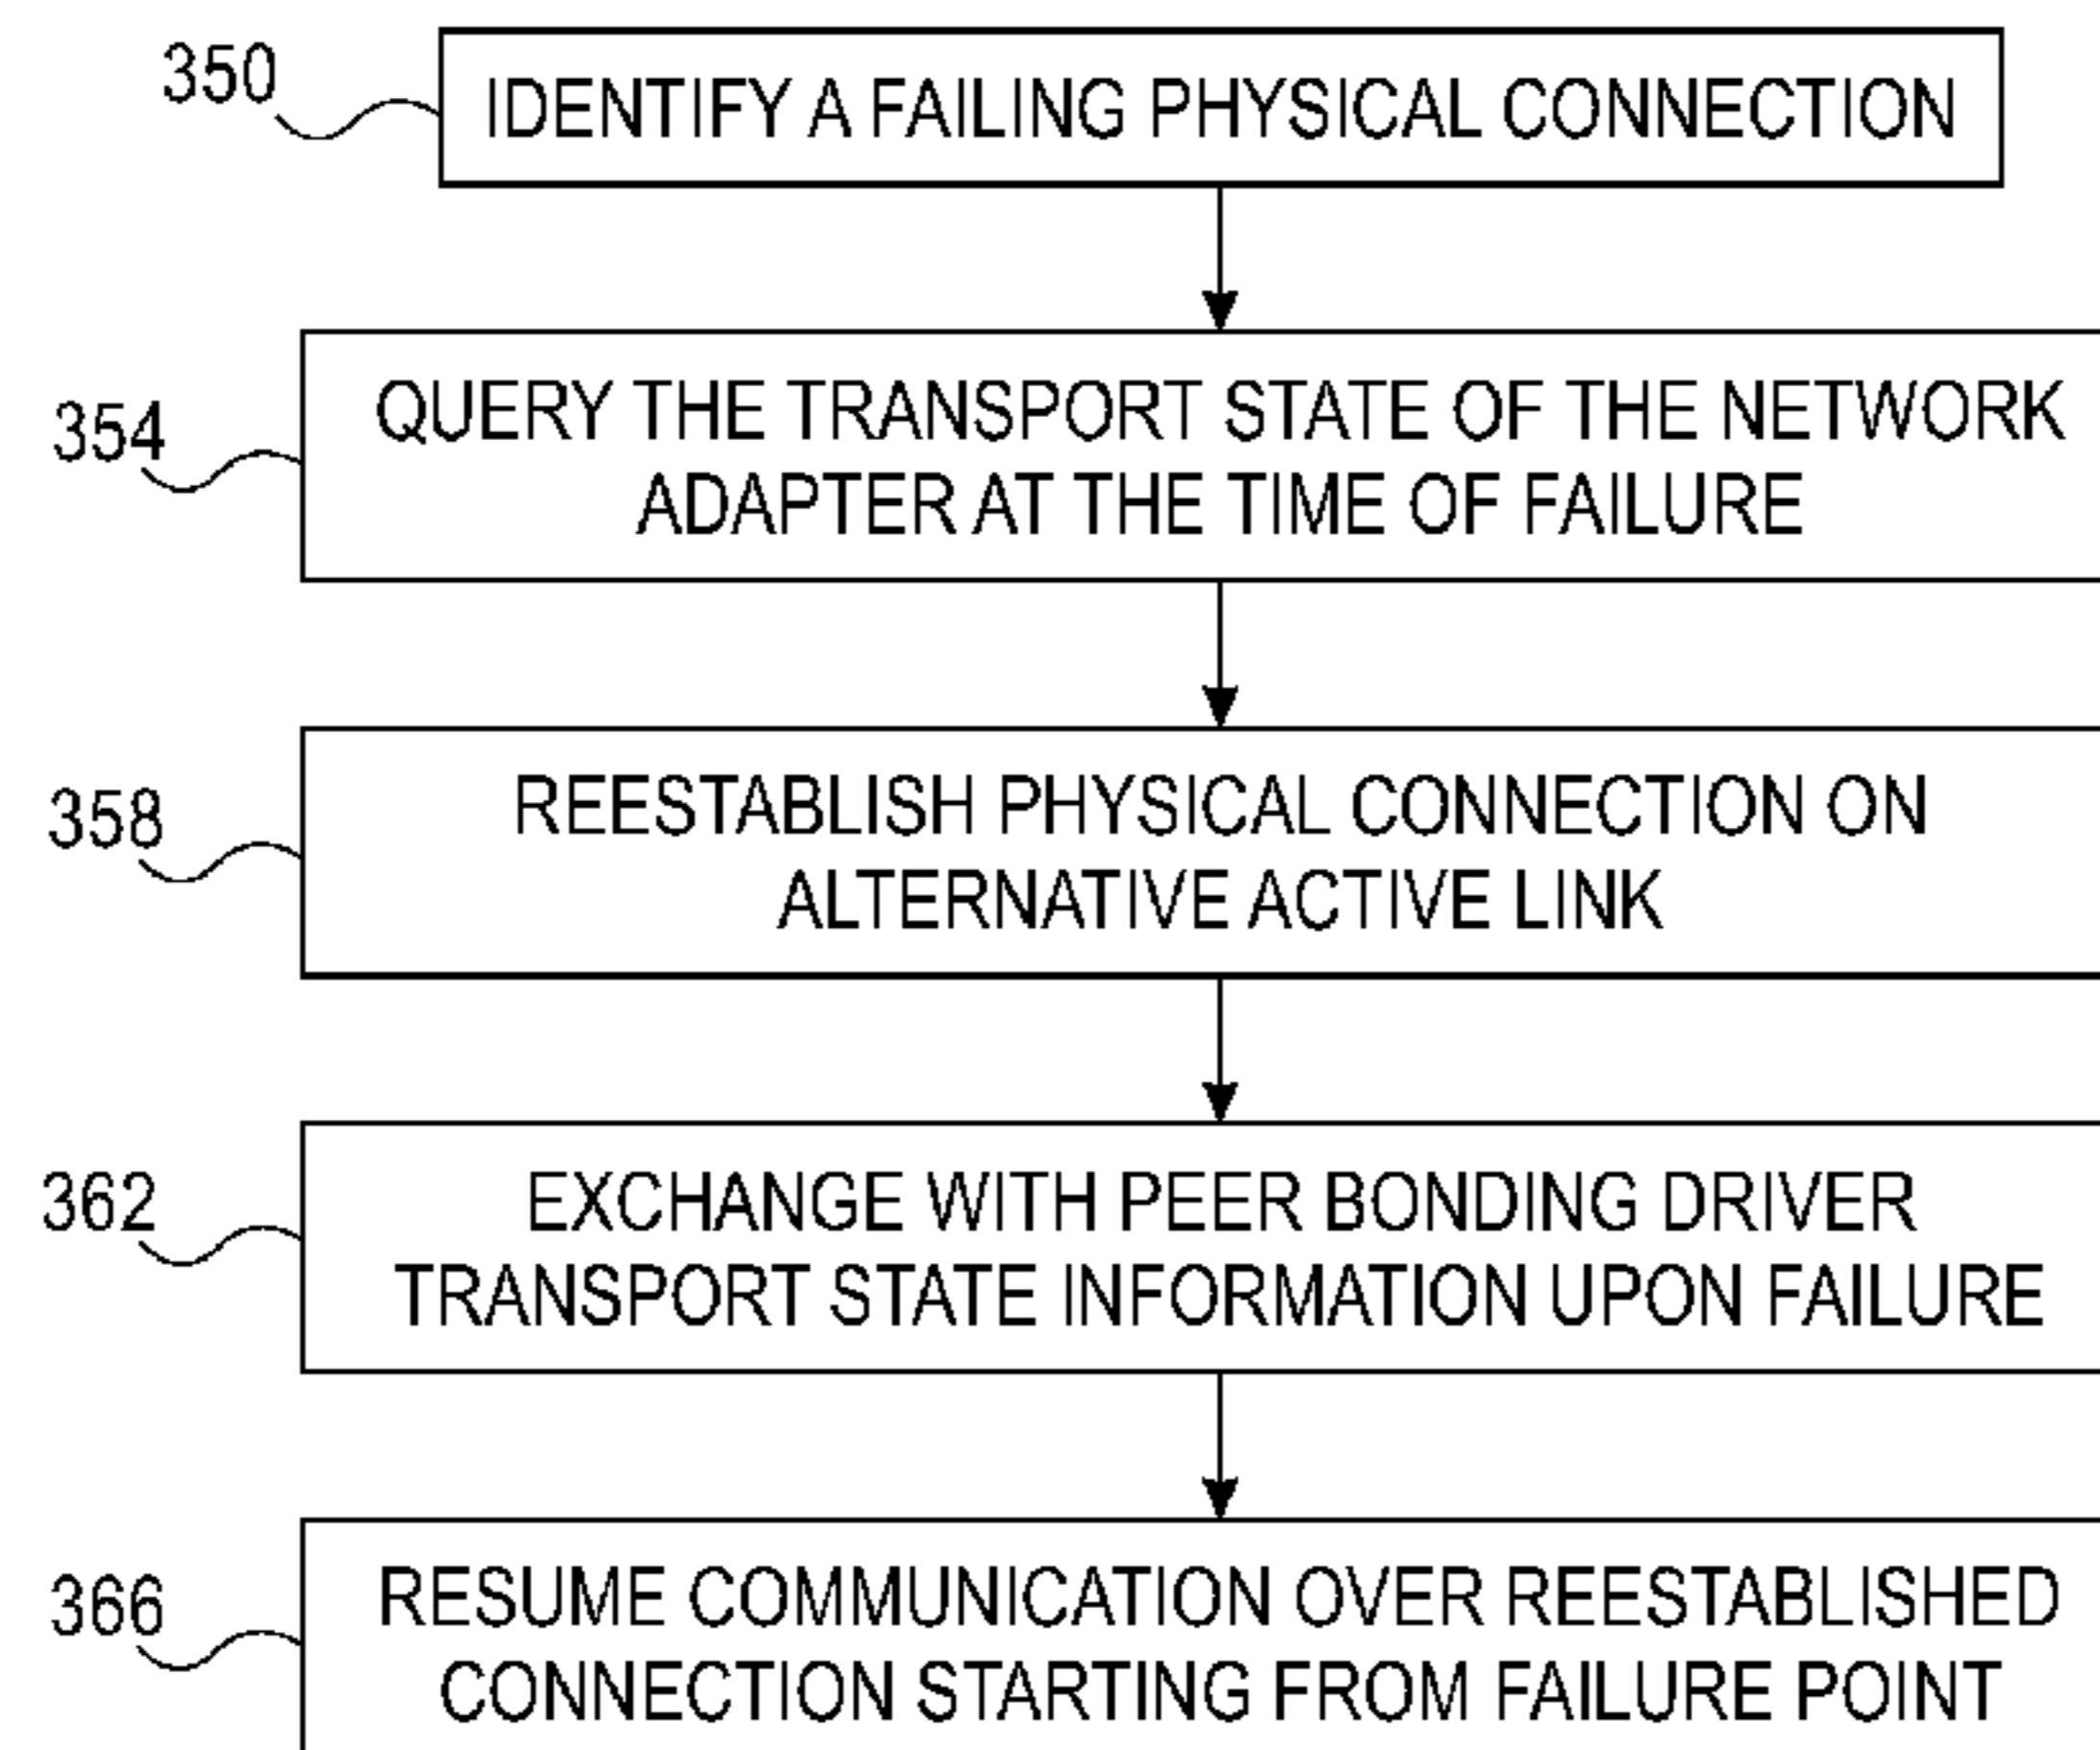 350
IDENTIFY A FAILING PHYSICAL CONNECTION
354
QUERY THE TRANSPORT STATE OF THE NETWORK
ADAPTER AT THE TIME OF FAILURE
358
REESTABLISH PHYSICAL CONNECTION ON
ALTERNATIVE ACTIVE LINK
362
EXCHANGE WITH PEER BONDING DRIVER
TRANSPORT STATE INFORMATION UPON FAILURE
366
RESUME COMMUNICATION OVER REESTABLISHED
CONNECTION STARTING FROM FAILURE POINT